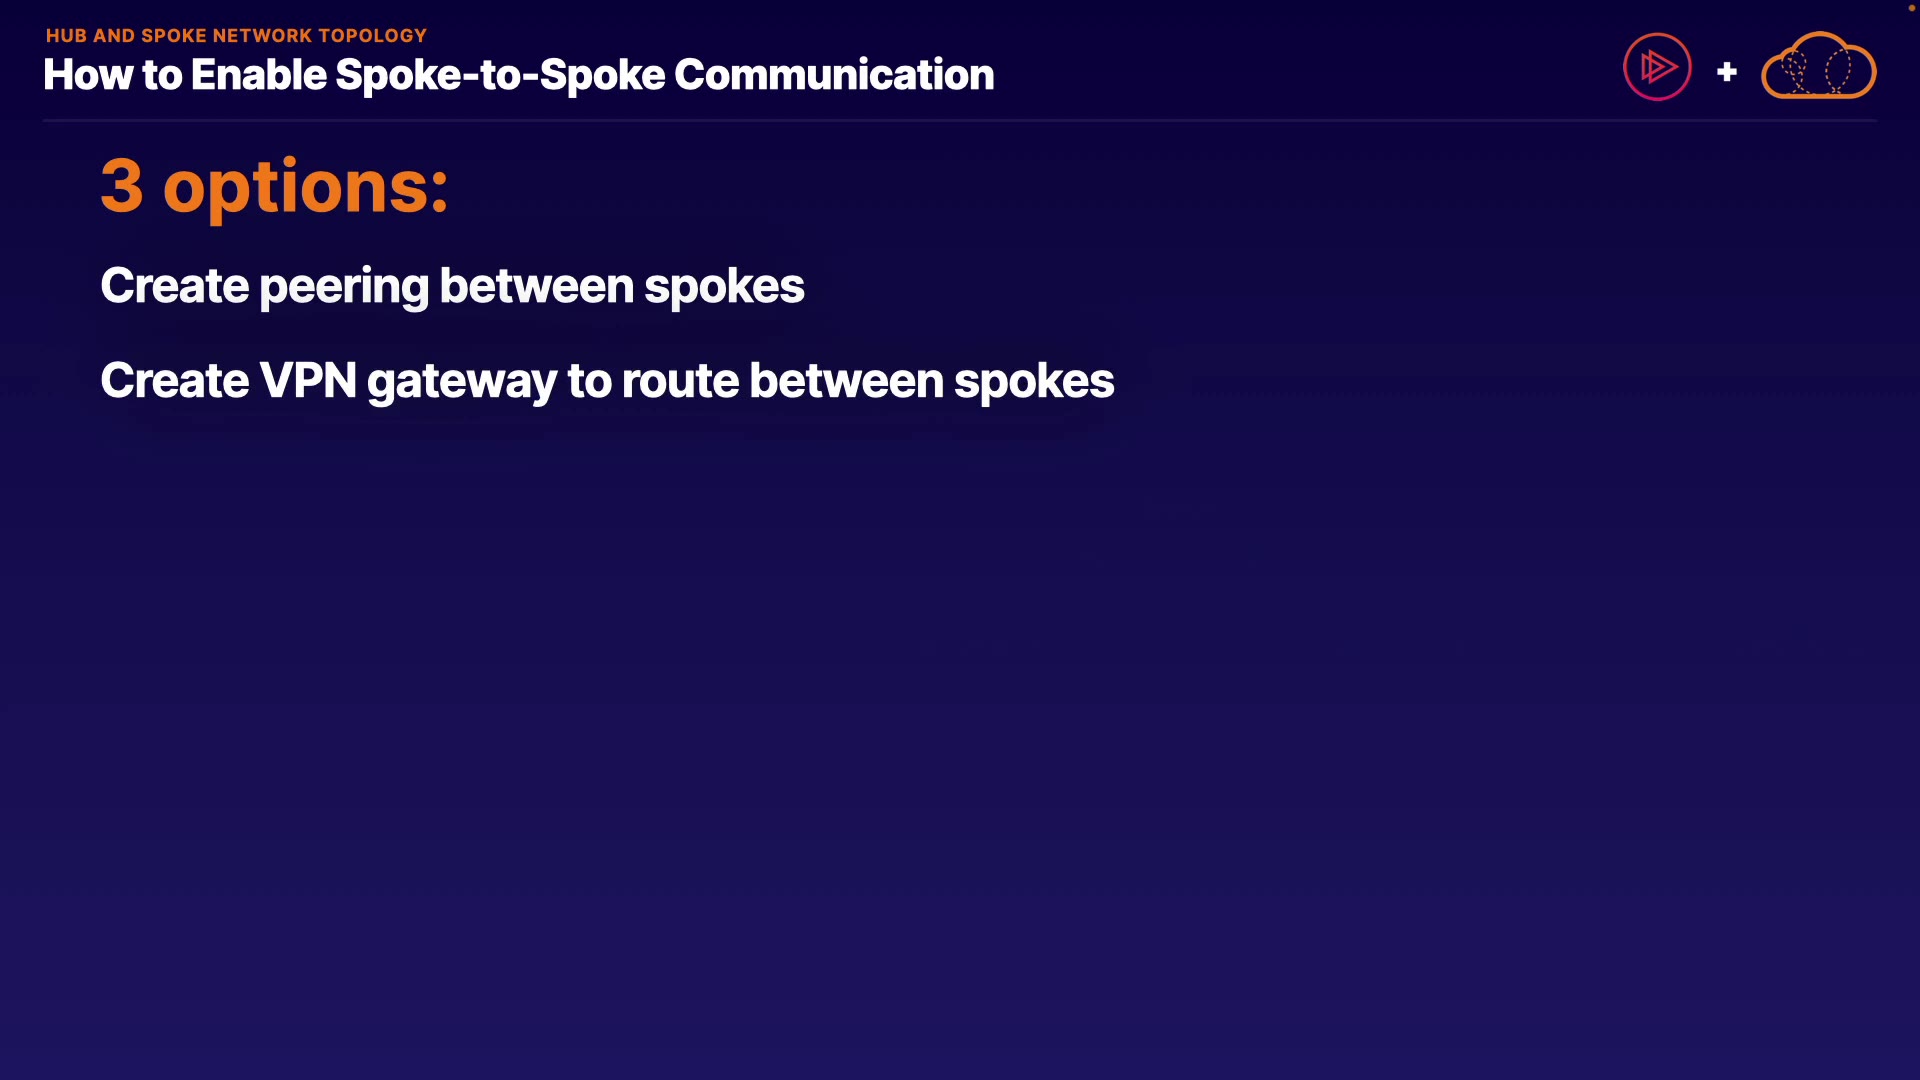 HUB AND SPOKE NETWORK TOPOLOGY
How to Enable Spoke-to-Spoke Communication
3 options:
Create peering between spokes
Create VPN gateway to route between spokes